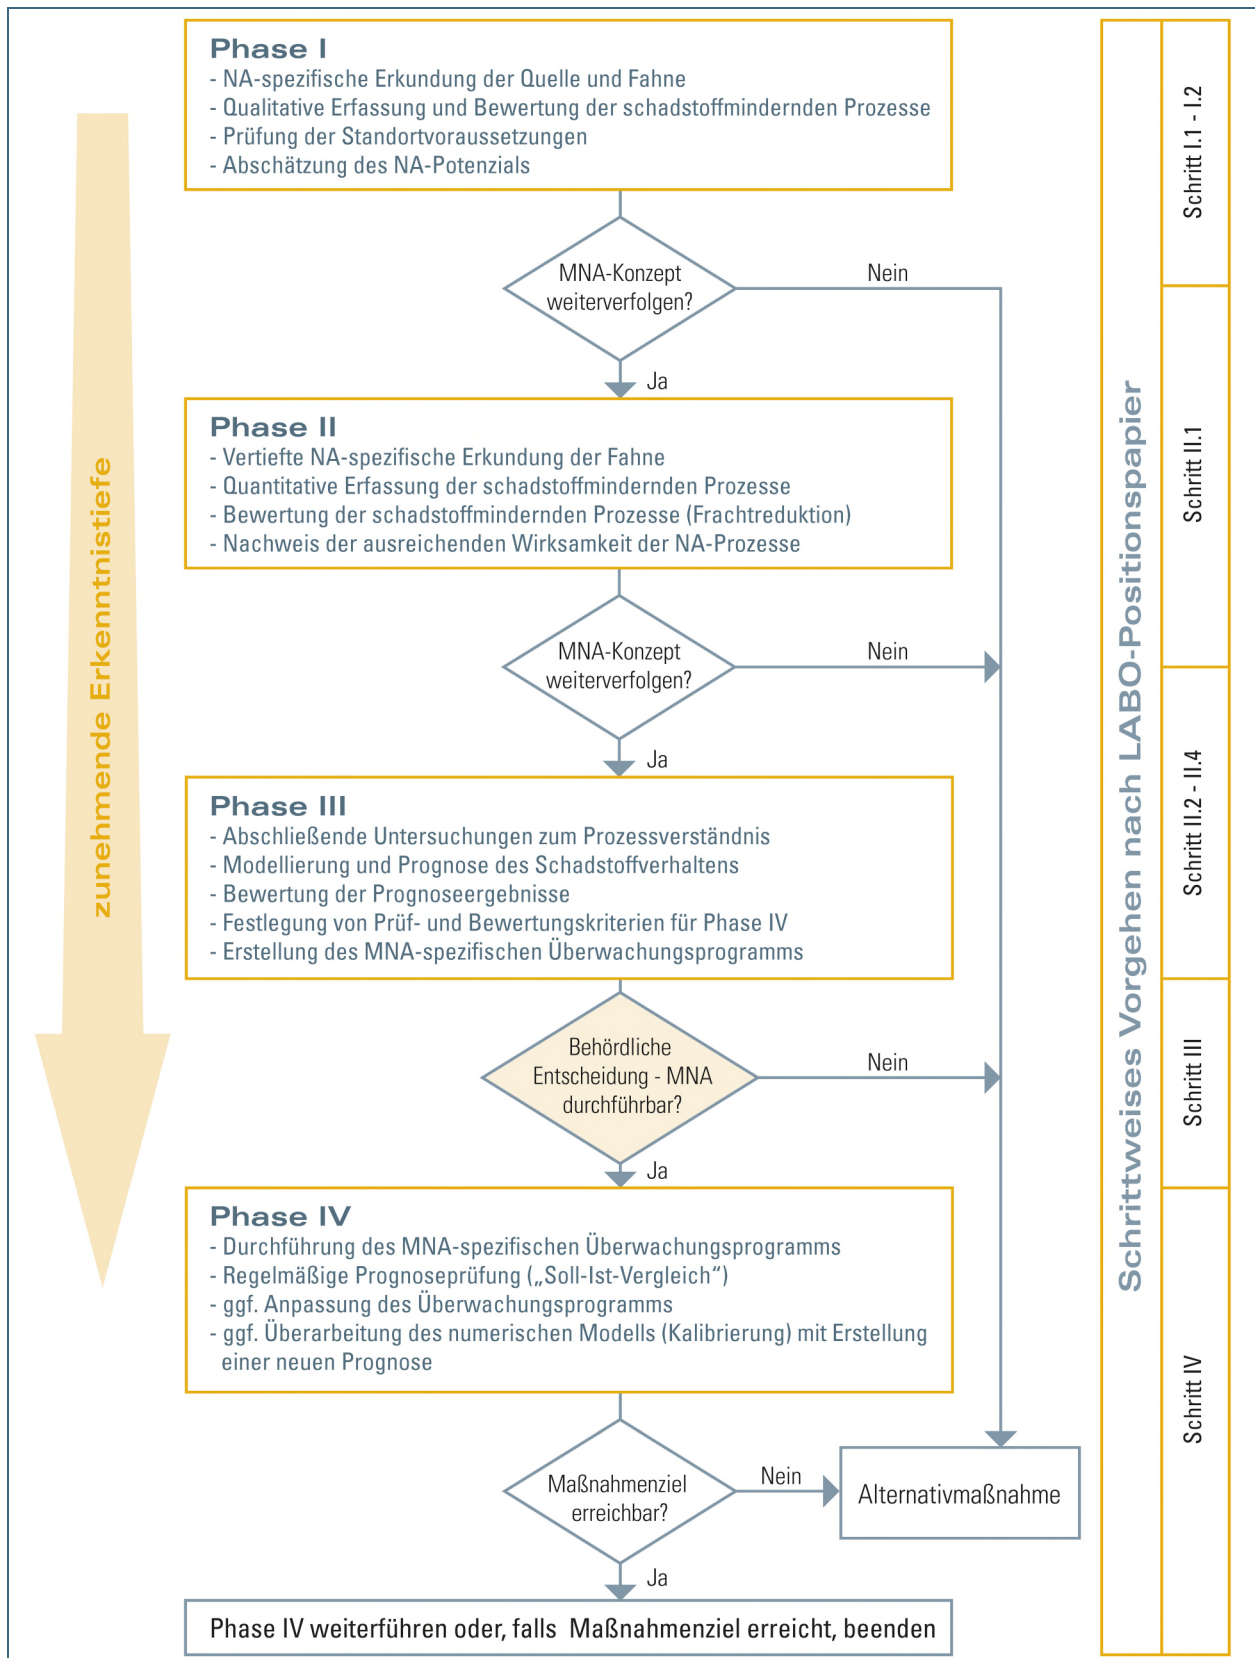 Phase I
- NA-spezifische Erkundung der Quelle und Fahne
- Qualitative Erfassung und Bewertung der schadstoffmindernden Prozesse
- Prüfung der Standortvoraussetzungen
- Abschätzung des NA-Potenzials
MNA-Konzept
weiterverfolgen?
Nein
Ja
Phase II
- Vertiefte NA-spezifische Erkundung der Fahne
- Quantitative Erfassung der schadstoffmindernden Prozesse
- Bewertung der schadstoffmindernden Prozesse (Frachtreduktion)
- Nachweis der ausreichenden Wirksamkeit der NA-Prozesse
MNA-Konzept
weiterverfolgen?
Nein
Ja
Phase III
- Abschließende Untersuchungen zum Prozessverständnis
- Modellierung und Prognose des Schadstoffverhaltens
- Bewertung der Prognoseergebnisse
- Festlegung von Prüf- und Bewertungskriterien für Phase IV
- Erstellung des MNA-spezifischen Überwachungsprogramms
Behördliche
Entscheidung - MNA
durchführbar?
Nein
Ja
Phase IV
- Durchführung des MNA-spezifischen Überwachungsprogramms
- Regelmäßige Prognoseprüfung („Soll-Ist-Vergleich“)
- ggf. Anpassung des Überwachungsprogramms
- ggf. Überarbeitung des numerischen Modells (Kalibrierung) mit Erstellung
einer neuen Prognose
Maßnahmenziel
erreichbar?
Nein
Alternativmaßnahme
Ja
Phase IV weiterführen oder, falls Maßnahmenziel erreicht, beenden
zunehmende Erkenntnistiefe
Schrittweises Vorgehen nach LABO-Positionspapier
Schritt I.1 - I.2
Schritt II.1
Schritt II.2 - II.4
Schritt III
Schritt IV